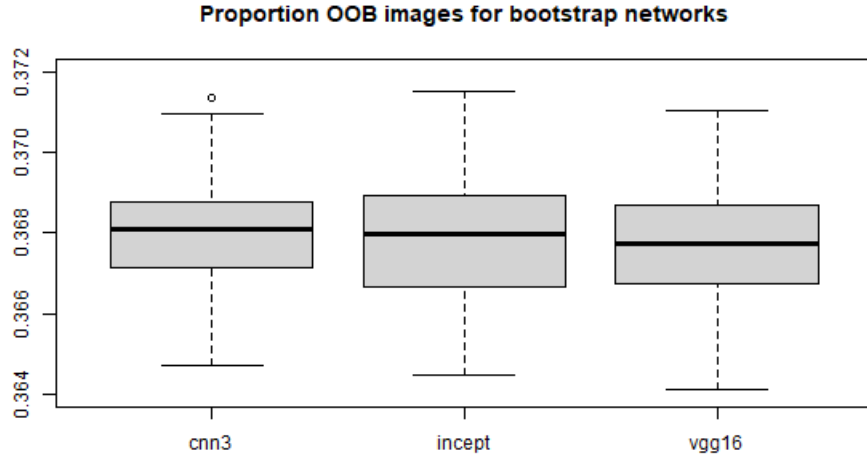 Proportion OOB images for bootstrap networks
0.372
0.370
0.368
0.366
0.364
cnn3 incept vgg16